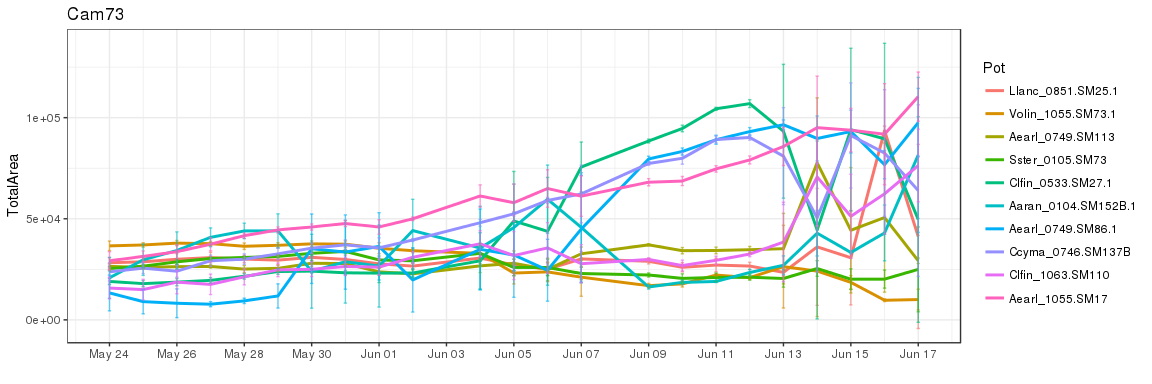 Cam73
TotalArea
1e+05
5e+04
0e+00
May 24 May 26 May 28 May 30 Jun 01 Jun 03 Jun 05 Jun 07 Jun 09 Jun 11 Jun 13 Jun 15 Jun 17
Pot
Llanc_0851.SM25.1
Volin_1055.SM73.1
Aearl_0749.SM113
Sster_0105.SM73
Clfin_0533.SM27.1
Aaran_0104.SM152B.1
Aearl_0749.SM86.1
Ccyma_0746.SM137B
Clfin_1063.SM110
Aearl_1055.SM17